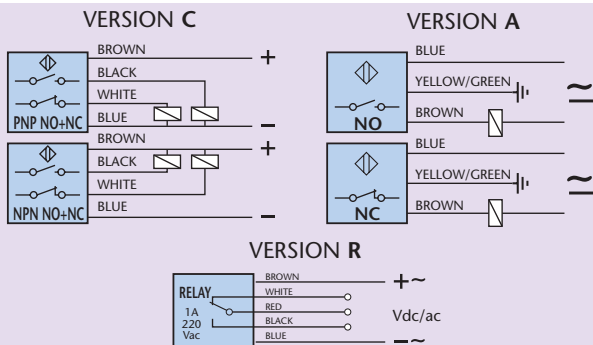 VERSION C
BROWN
+
BLACK
WHITE
PNP NO+NC
BLUE
−
BROWN
+
BLACK
WHITE
NPN NO+NC
BLUE
−
VERSION A
BLUE
YELLOW/GREEN
≃
BROWN
NO
BLUE
YELLOW/GREEN
≃
BROWN
NC
VERSION R
RELAY
1A
220
Vac
BROWN
+~
WHITE
RED
Vdc/ac
BLACK
BLUE
−~